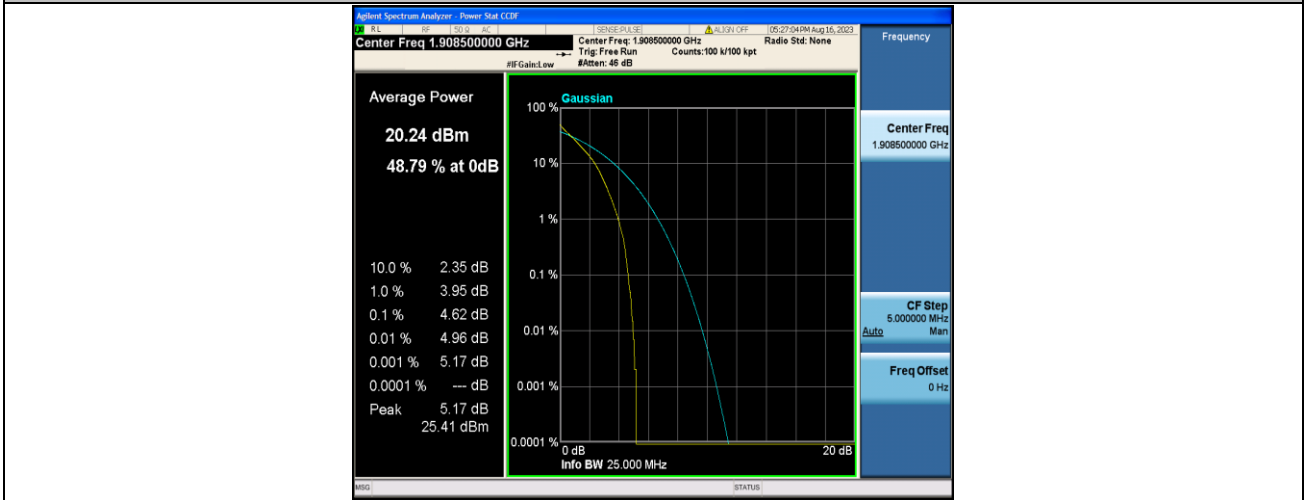 Agilent Spectrum Analyzer - Power Stat CCDF
RL RF 50 Ω AC SENSE:PULSE ALIGN OFF 05:27:04 PM Aug 16, 2023
Center Freq 1.908500000 GHz
Center Freq: 1.908500000 GHz Radio Std: None
Trig: Free Run Counts:100 k/100 kpt
#IFGain:Low #Atten: 46 dB
Frequency
Average Power
20.24 dBm
48.79 % at 0dB
10.0 % 2.35 dB
1.0 % 3.95 dB
0.1 % 4.62 dB
0.01 % 4.96 dB
0.001 % 5.17 dB
0.0001 % --- dB
Peak 5.17 dB
25.41 dBm
Gaussian
100 %
10 %
1 %
0.1 %
0.01 %
0.001 %
0.0001 %
0 dB 20 dB
Info BW 25.000 MHz
Center Freq
1.908500000 GHz
CF Step
5.000000 MHz
Auto Man
Freq Offset
0 Hz
MSG STATUS